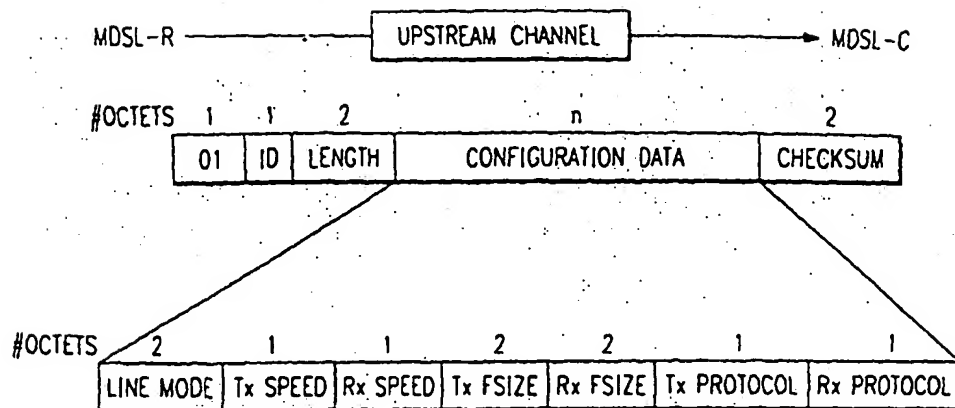 MDSL-R UPSTREAM CHANNEL MDSL-C
#OCTETS 1 1 2 n 2
01 ID LENGTH CONFIGURATION DATA CHECKSUM
#OCTETS 2 1 1 2 2 1 1
LINE MODE Tx SPEED Rx SPEED Tx FSIZE Rx FSIZE Tx PROTOCOL Rx PROTOCOL